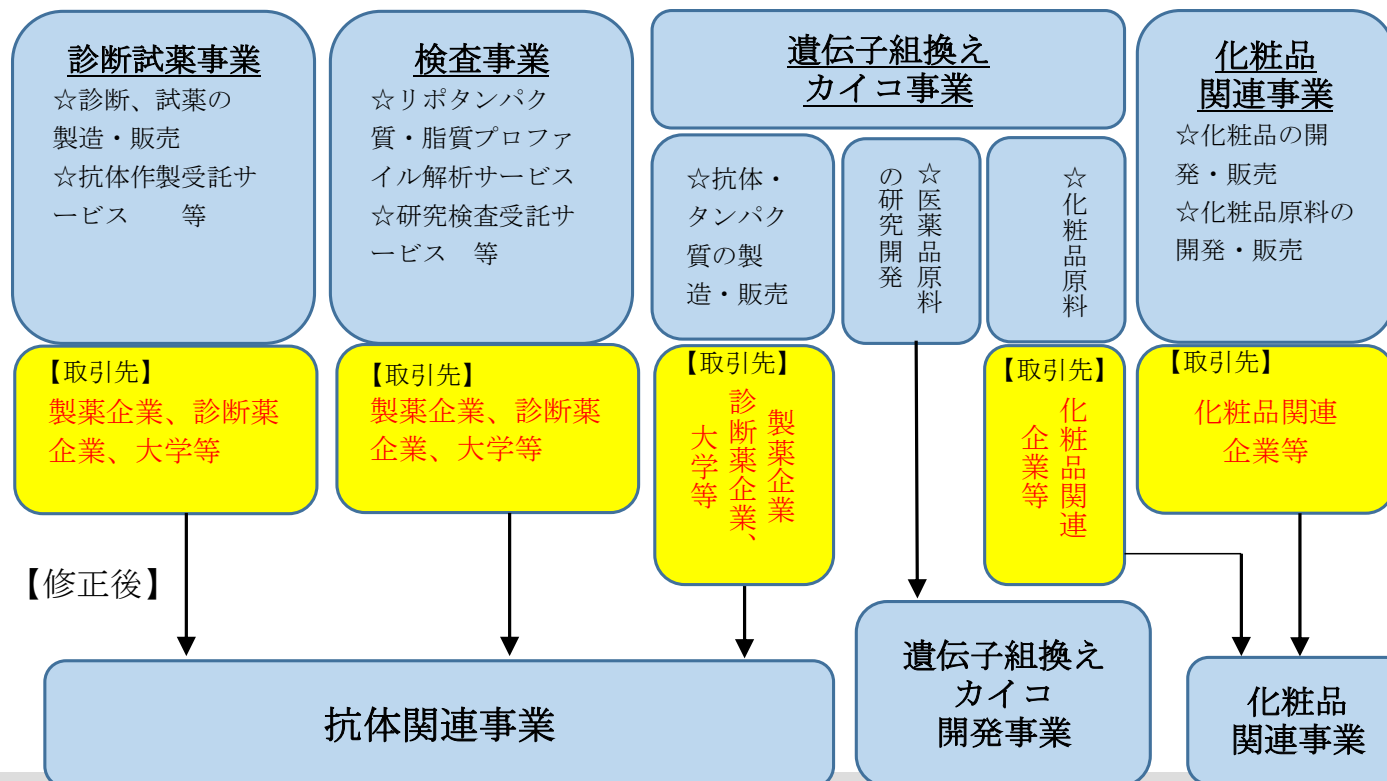 診断試薬事業
☆診断、試薬の
製造・販売
☆抗体作製受託サ
ービス　　等
検査事業
☆リポタンパク
質・脂質プロファ
イル解析サービス
☆研究検査受託サ
ービス　等
遺伝子組換え
カイコ事業
☆抗体・
タンパク
質の製
造・販売
☆医薬品原料
の研究開発
☆化粧品原料
化粧品
関連事業
☆化粧品の開
発・販売
☆化粧品原料の
開発・販売
【取引先】
製薬企業、診断薬
企業、大学等
【取引先】
製薬企業、診断薬
企業、大学等
【取引先】
製薬企業
診断薬企業、
大学等
【取引先】
化粧品関連
企業等
【取引先】
化粧品関連
企業等
【修正後】
抗体関連事業
遺伝子組換え
カイコ
開発事業
化粧品
関連事業